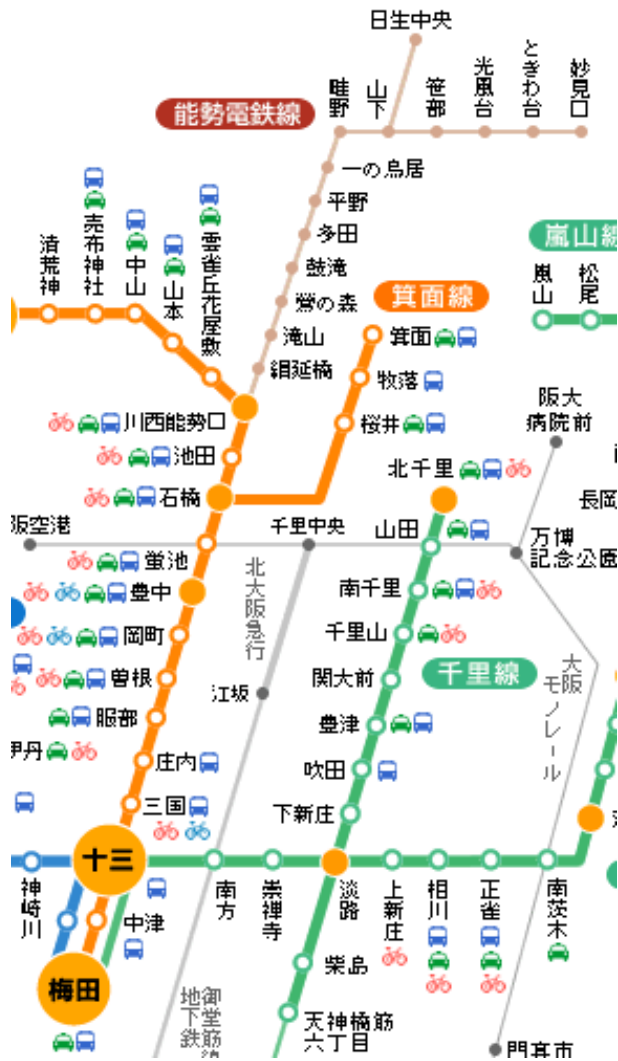 日生中央
畦野
山下
笹部
光風台
ときわ台
妙見口
能勢電鉄線
一の鳥居
平野
多田
鼓滝
鶯の森
滝山
絹延橋
清荒神
売布神社
中山
山本
雲雀丘花屋敷
嵐山線
嵐山
松尾
箕面線
箕面
牧落
桜井
川西能勢口
池田
石橋
阪大
病院前
北千里
長岡
阪空港
千里中央
山田
万博
記念公園
蛍池
豊中
岡町
曽根
服部
伊丹
庄内
三国
北大阪急行
江坂
南千里
千里山
関大前
千里線
豊津
吹田
下新庄
大阪
モノレール
十三
神崎川
中津
梅田
南方
崇禅寺
淡路
上新庄
相川
正雀
南茨木
柴島
天神橋筋
六丁目
御堂筋線
地下鉄
門真市